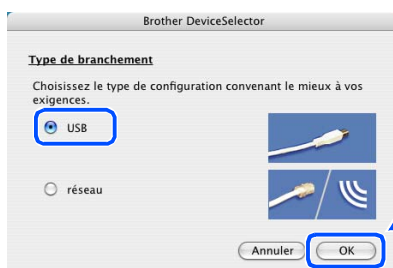 Brother DeviceSelector
Type de branchement
Choisissez le type de configuration convenant le mieux à vos
exigences.
USB
réseau
Annuler OK